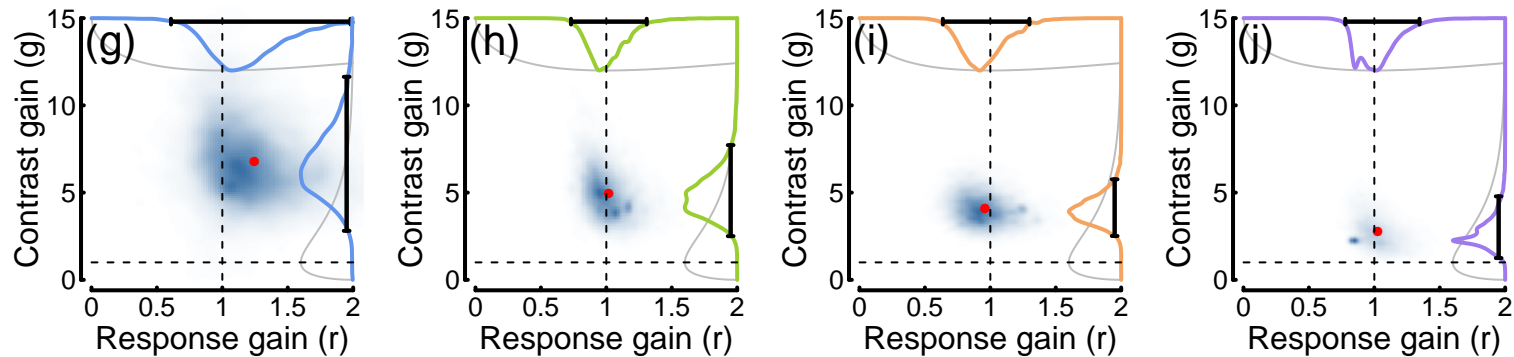 (g) (h) (i) (j)
Contrast gain (g) Contrast gain (g) Contrast gain (g) Contrast gain (g)
15 15 15 15
10 10 10 10
5 5 5 5
0 0 0 0
0 0.5 1 1.5 2 0 0.5 1 1.5 2 0 0.5 1 1.5 2 0 0.5 1 1.5 2
Response gain (r) Response gain (r) Response gain (r) Response gain (r)